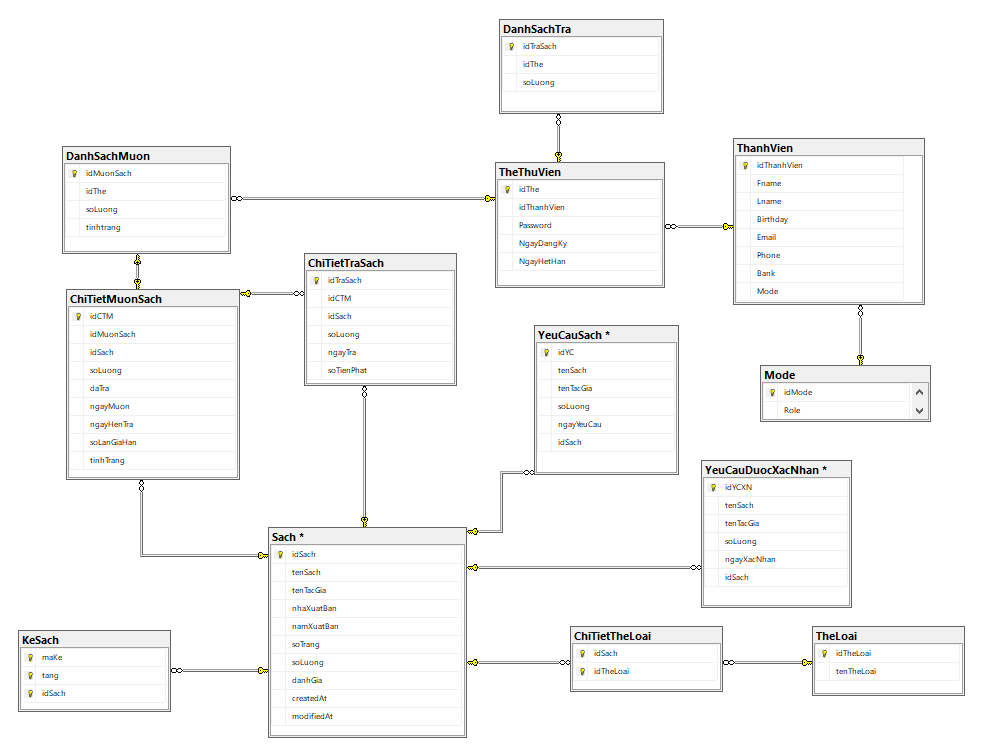 DanhSachTra
idTraSach
idThe
soLuong
DanhSachMuon
idMuonSach
idThe
soLuong
tinhtrang
TheThuVien
idThe
idThanhVien
Password
NgayDangKy
NgayHetHan
ThanhVien
idThanhVien
Fname
Lname
Birthday
Email
Phone
Bank
Mode
ChiTietMuonSach
idCTM
idMuonSach
idSach
soLuong
daTra
ngayMuon
ngayHenTra
soLanGiaHan
tinhTrang
ChiTietTraSach
idTraSach
idCTM
idSach
soLuong
ngayTra
soTienPhat
YeuCauSach *
idYC
tenSach
tenTacGia
soLuong
ngayYeuCau
idSach
Mode
idMode
Role
YeuCauDuocXacNhan *
idYCXN
tenSach
tenTacGia
soLuong
ngayXacNhan
idSach
Sach *
idSach
tenSach
tenTacGia
nhaXuatBan
namXuatBan
soTrang
soLuong
danhGia
createdAt
modifiedAt
KeSach
maKe
tang
idSach
ChiTietTheLoai
idSach
idTheLoai
TheLoai
idTheLoai
tenTheLoai